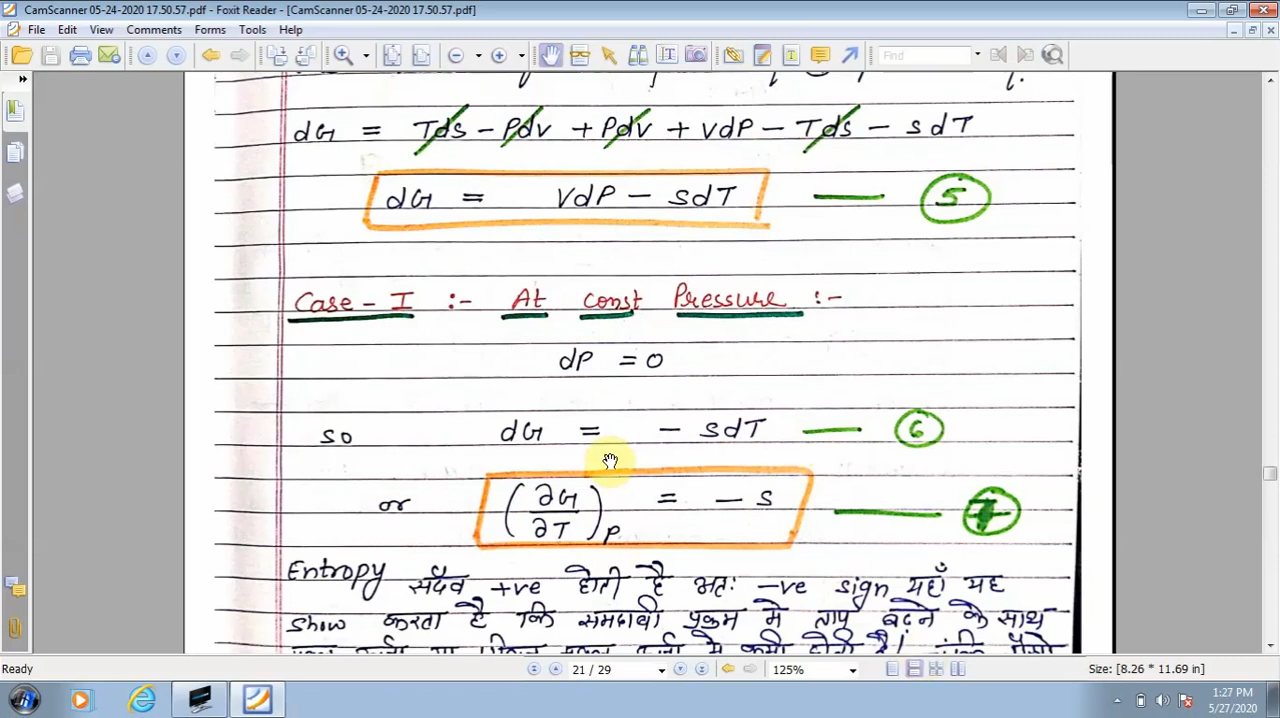 CamScanner 05-24-2020 17.50.57.pdf - Foxit Reader - [CamScanner 05-24-2020 17.50.57.pdf]
File Edit View Comments Forms Tools Help
Find
dG = Tds - Pdv + Pdv + VdP - Tds - SdT
dG = VdP - SdT — 5
Case - I :- At const Pressure :-
dP = 0
so dG = - SdT — 6
or (∂G/∂T)P = - S — 7
Entropy सदैव +ve होती है अतः -ve sign यहाँ यह
show करता है कि समदाबी प्रक्रम में ताप बढ़ने के साथ
Ready 21 / 29 125% Size: [8.26 * 11.69 in]
1:27 PM
5/27/2020